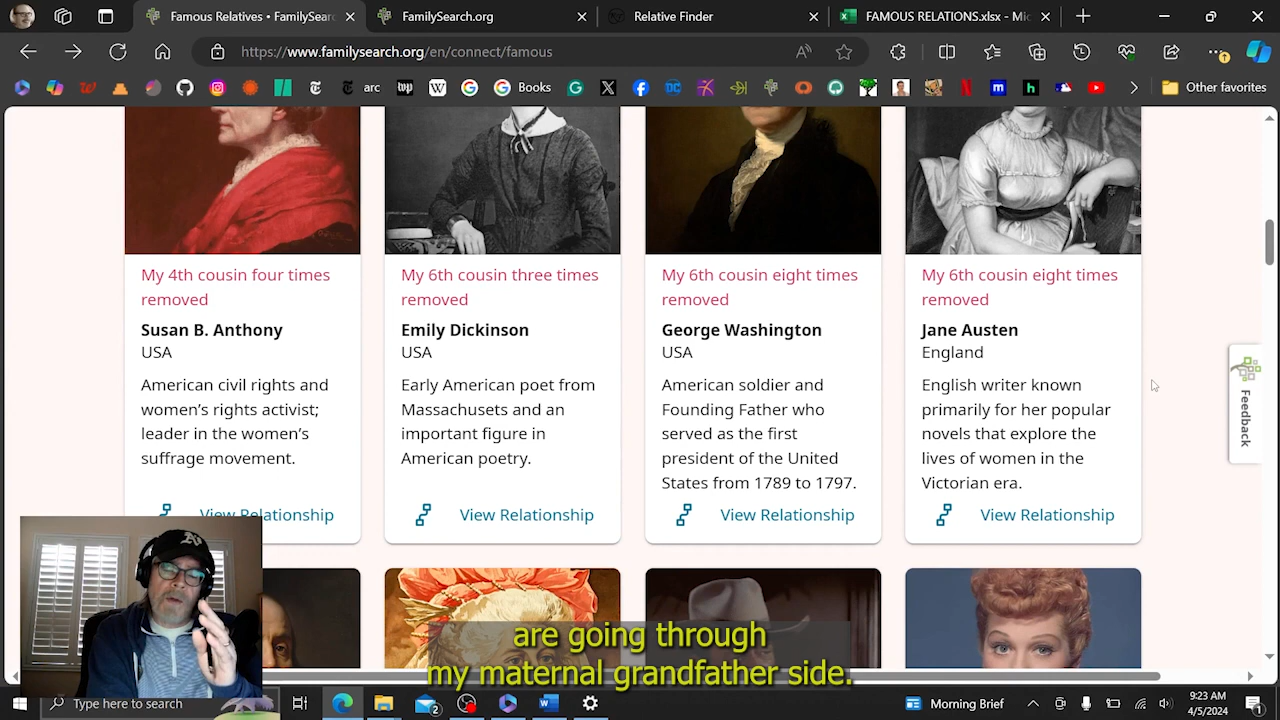 Famous Relatives • FamilySearc
FamilySearch.org
Relative Finder
FAMOUS RELATIONS.xlsx - Mic
https://www.familysearch.org/en/connect/famous
arc
Books
Other favorites
My 4th cousin four times
removed
Susan B. Anthony
USA
American civil rights and
women's rights activist;
leader in the women's
suffrage movement.
View Relationship
My 6th cousin three times
removed
Emily Dickinson
USA
Early American poet from
Massachusets and an
important figure in
American poetry.
View Relationship
My 6th cousin eight times
removed
George Washington
USA
American soldier and
Founding Father who
served as the first
president of the United
States from 1789 to 1797.
View Relationship
My 6th cousin eight times
removed
Jane Austen
England
English writer known
primarily for her popular
novels that explore the
lives of women in the
Victorian era.
View Relationship
Feedback
are going through
my maternal grandfather side.
Type here to search
Morning Brief
9:23 AM
4/5/2024